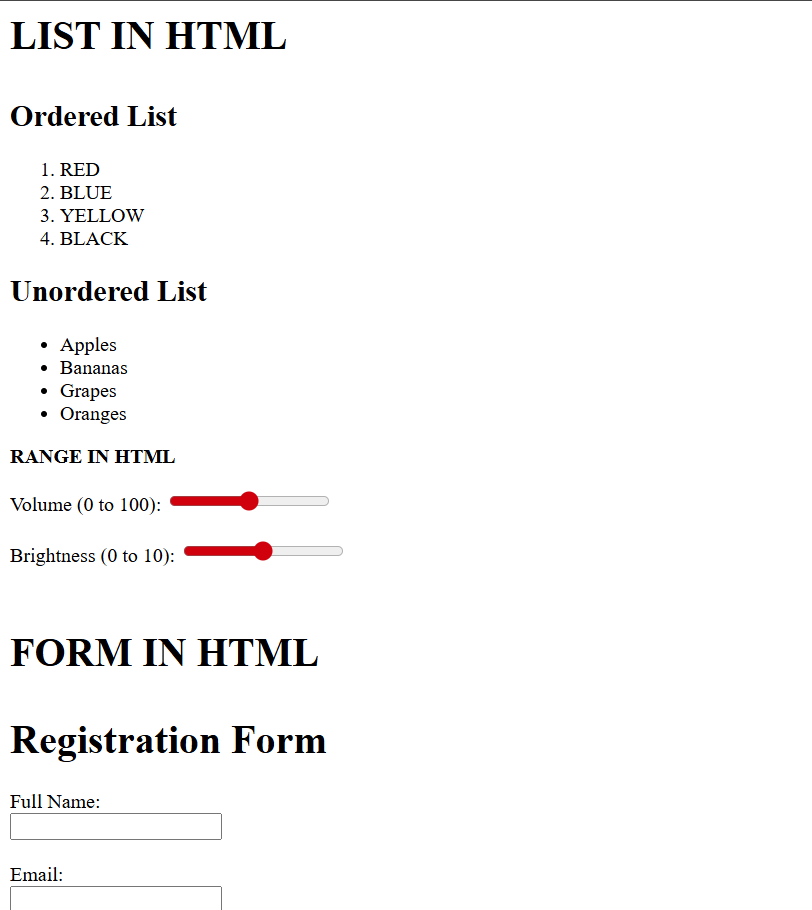 LIST IN HTML
Ordered List
1. RED
2. BLUE
3. YELLOW
4. BLACK
Unordered List
• Apples
• Bananas
• Grapes
• Oranges
RANGE IN HTML
Volume (0 to 100):
Brightness (0 to 10):
FORM IN HTML
Registration Form
Full Name:
Email: